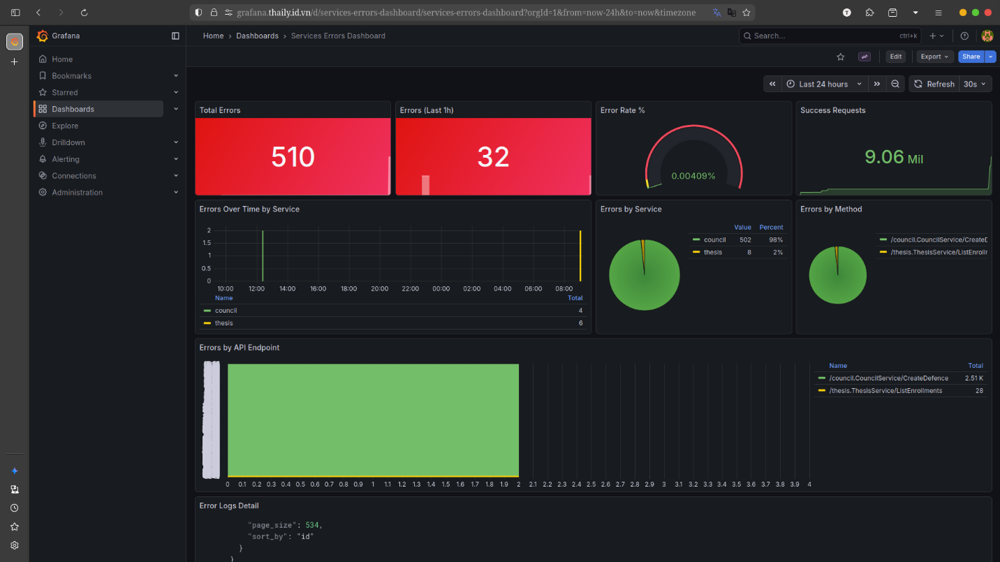 grafana.thaily.id.vn/d/services-errors-dashboard/services-errors-dashboard?orgId=1&from=now-24h&to=now&timezone
T
Grafana
Home › Dashboards › Services Errors Dashboard
Search...
ctrl+k
Home
Bookmarks
Starred
Dashboards
Explore
Drilldown
Alerting
Connections
Administration
Edit
Export
Share
Last 24 hours
Refresh
30s
Total Errors
510
Errors (Last 1h)
32
Error Rate %
0.00409%
Success Requests
9.06 Mil
Errors Over Time by Service
2
1.5
1
0.5
0
10:00 12:00 14:00 16:00 18:00 20:00 22:00 00:00 02:00 04:00 06:00 08:00
Name Total
council 4
thesis 6
Errors by Service
Value Percent
council 502 98%
thesis 8 2%
Errors by Method
/council.CouncilService/CreateD
/thesis.ThesisService/ListEnrollm
Errors by API Endpoint
0 0.1 0.2 0.3 0.4 0.5 0.6 0.7 0.8 0.9 1 1.1 1.2 1.3 1.4 1.5 1.6 1.7 1.8 1.9 2 2.1 2.2 2.3 2.4 2.5 2.6 2.7 2.8 2.9 3 3.1 3.2 3.3 3.4 3.5 3.6 3.7 3.8 3.9 4
Name Total
/council.CouncilService/CreateDefence 2.51 K
/thesis.ThesisService/ListEnrollments 28
Error Logs Detail
"page_size": 534,
"sort_by": "id"
}
}